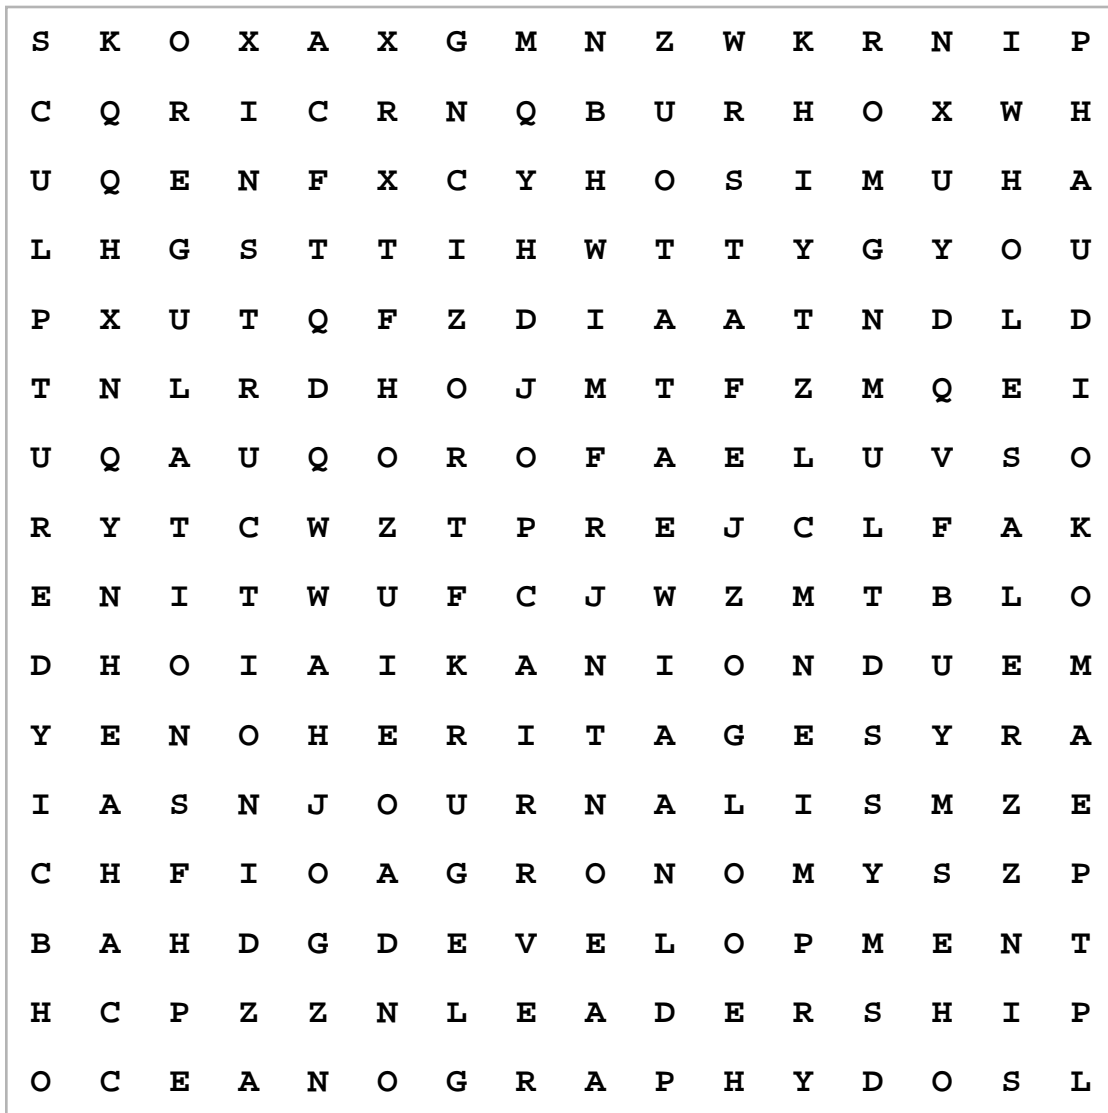 S K O X A X G M N Z W K R N I P
C Q R I C R N Q B U R H O X W H
U Q E N F X C Y H O S I M U H A
L H G S T T I H W T T Y G Y O U
P X U T Q F Z D I A A T N D L D
T N L R D H O J M T F Z M Q E I
U Q A U Q O R O F A E L U V S O
R Y T C W Z T P R E J C L F A K
E N I T W U F C J W Z M T B L O
D H O I A I K A N I O N D U E M
Y E N O H E R I T A G E S Y R A
I A S N J O U R N A L I S M Z E
C H F I O A G R O N O M Y S Z P
B A H D G D E V E L O P M E N T
H C P Z Z N L E A D E R S H I P
O C E A N O G R A P H Y D O S L